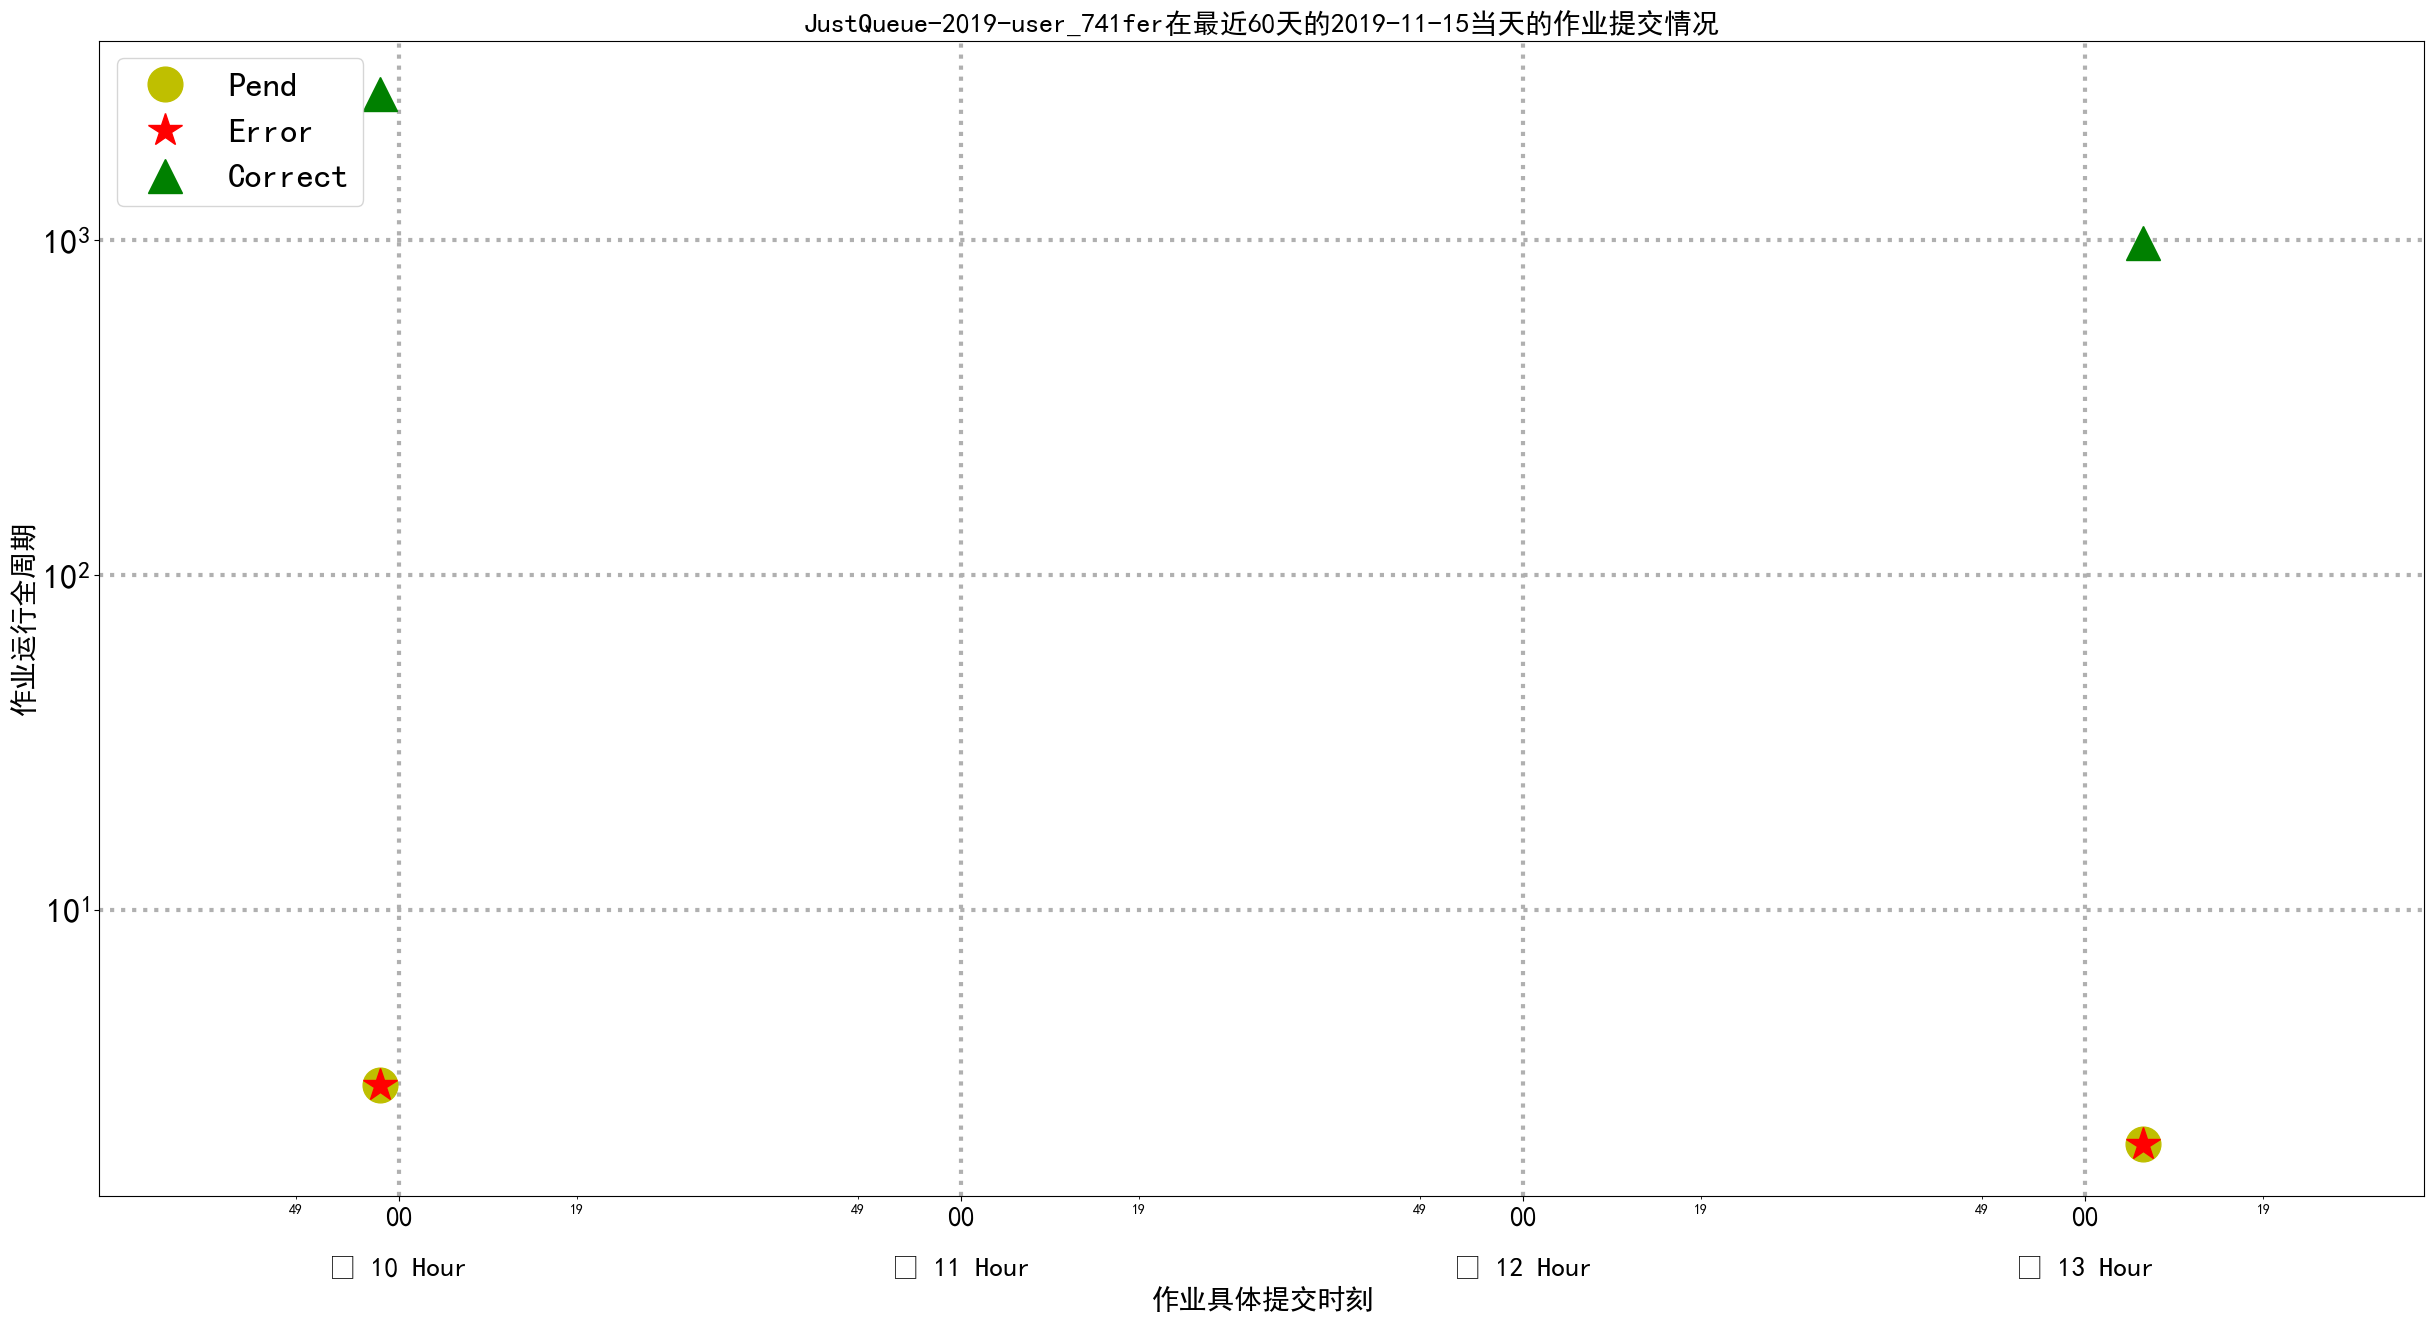 JustQueue-2019-user_741fer在最近60天的2019-11-15当天的作业提交情况
Pend
Error
Correct
10³
10²
10¹
作业运行全周期
49 00 19 49 00 19 49 00 19 49 00 19
□ 10 Hour □ 11 Hour □ 12 Hour □ 13 Hour
作业具体提交时刻